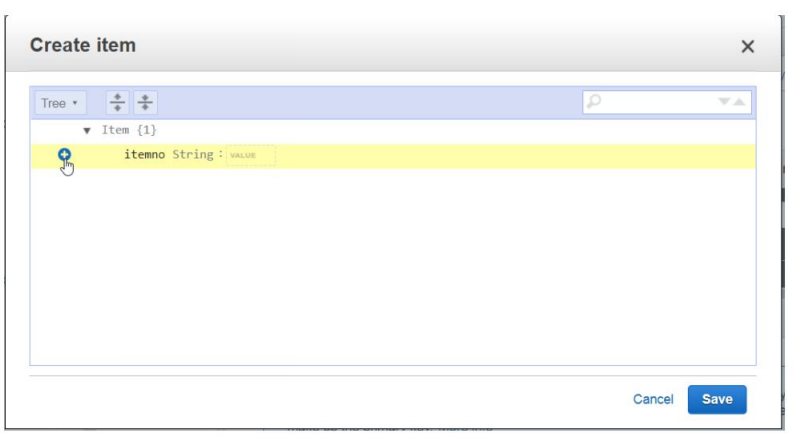 Create item
Tree
Item {1}
itemno String : VALUE
Cancel Save